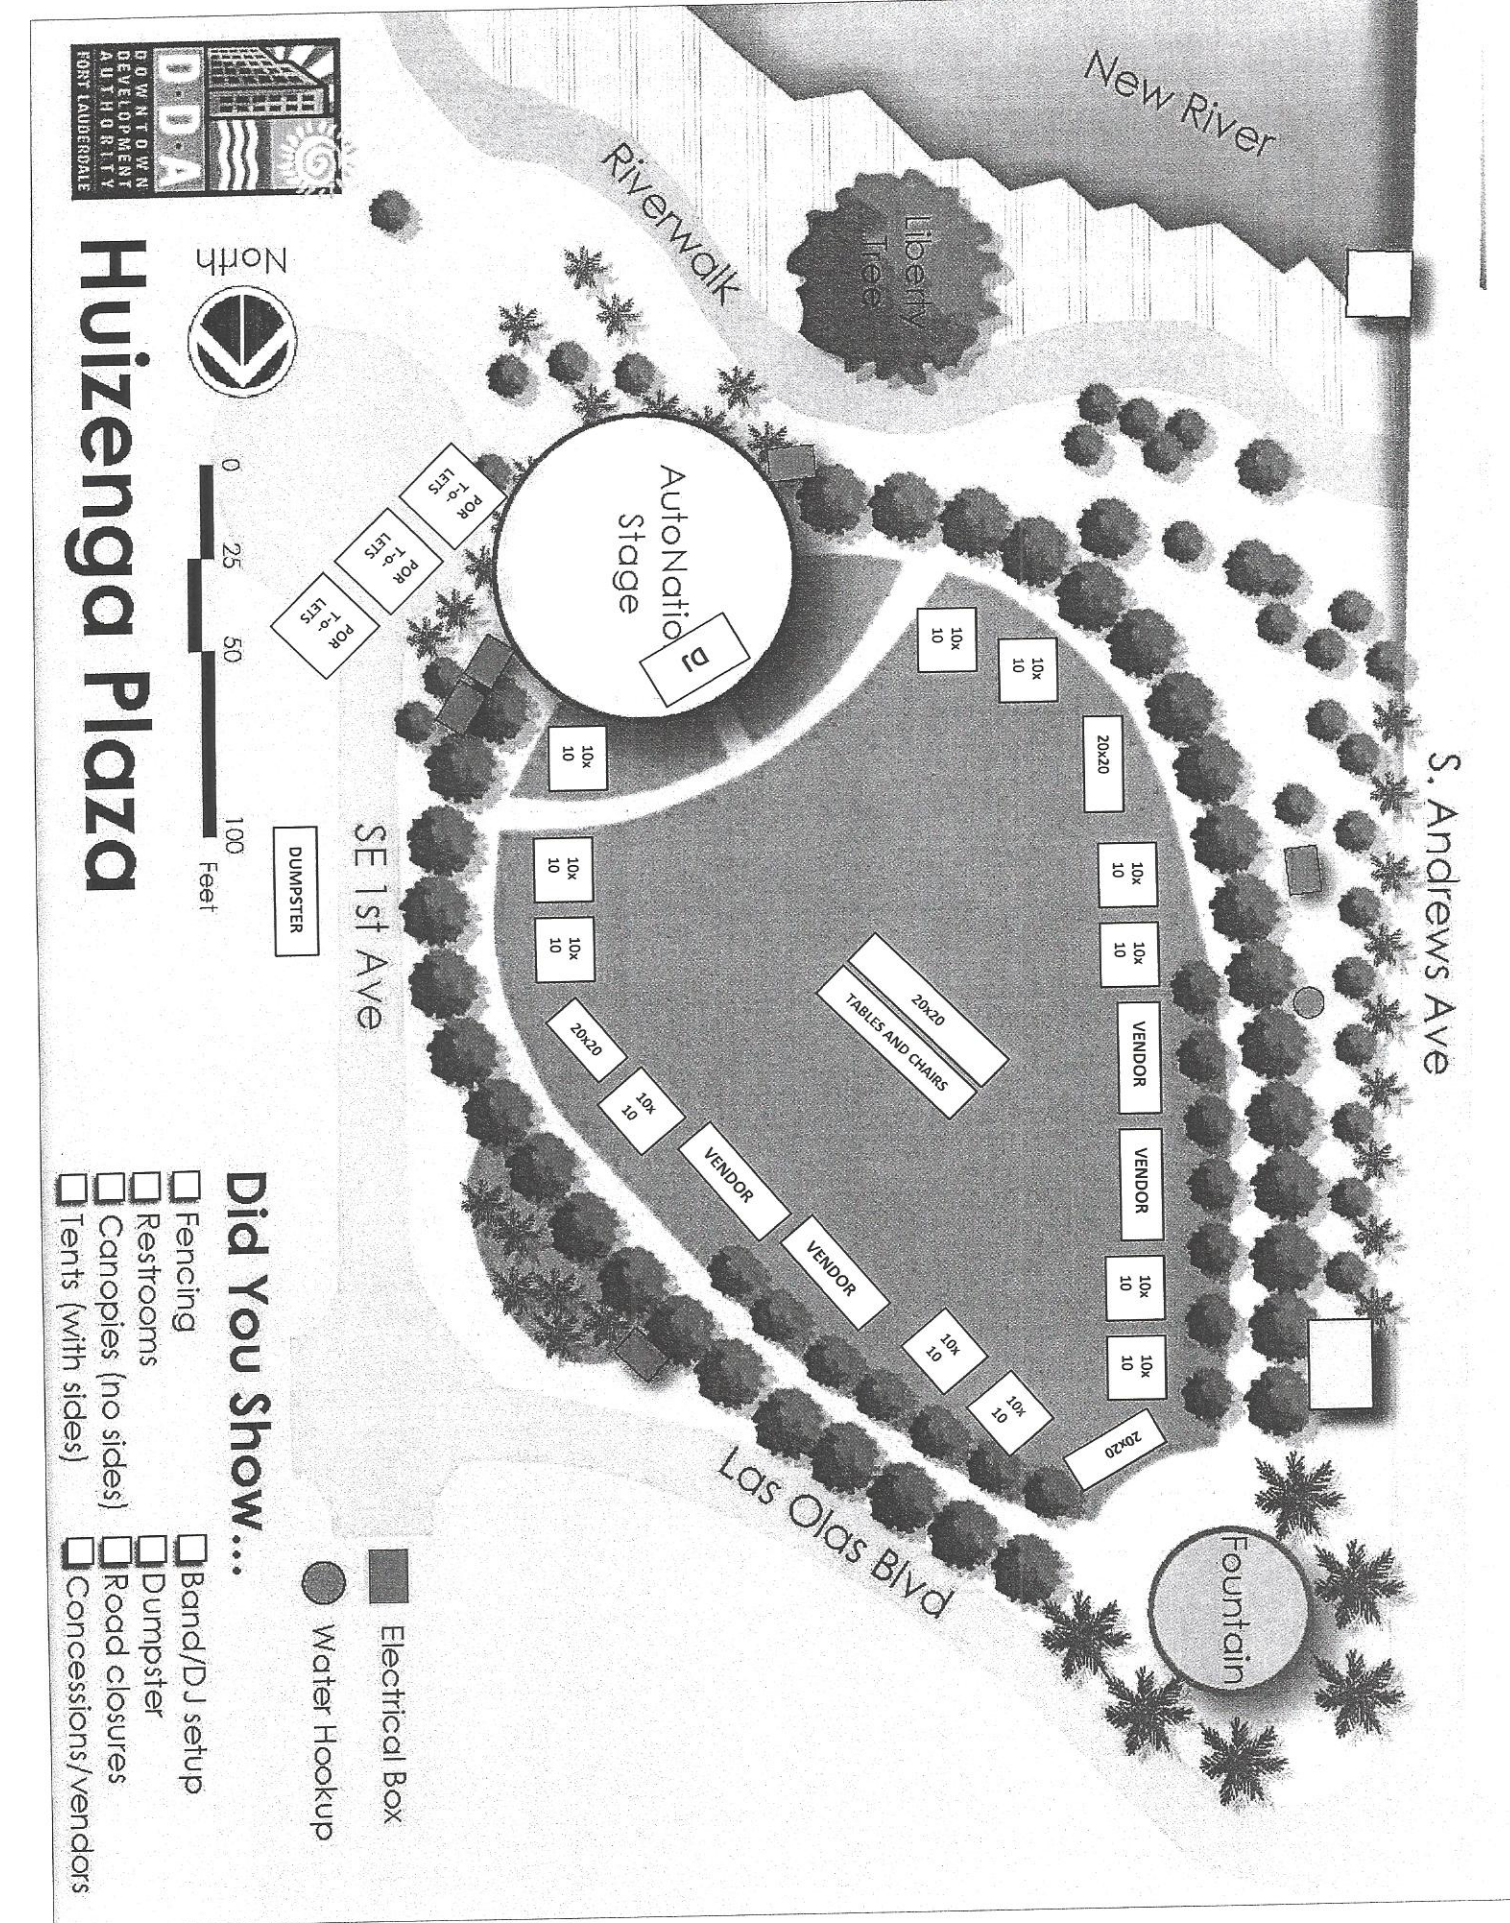 New River
S. Andrews Ave
Riverwalk
Liberty
Tree
AutoNatio
Stage
DJ
POR
T-O-
LETS
POR
T-O-
LETS
POR
T-O-
LETS
10x
10
10x
10
20x20
10x
10
10x
10
VENDOR
VENDOR
10x
10
10x
10
20x20
10x
10
10x
10
10x
10
20x20
10x
10
VENDOR
VENDOR
10x
10
10x
10
20x20
TABLES AND CHAIRS
Fountain
Las Olas Blvd
SE 1st Ave
DUMPSTER
D·D·A
DOWNTOWN
DEVELOPMENT
AUTHORITY
FORT LAUDERDALE
North
0 25 50 100
Feet
Huizenga Plaza
Electrical Box
Water Hookup
Did You Show...
Fencing
Restrooms
Canopies (no sides)
Tents (with sides)
Band/DJ setup
Dumpster
Road closures
Concessions/vendors